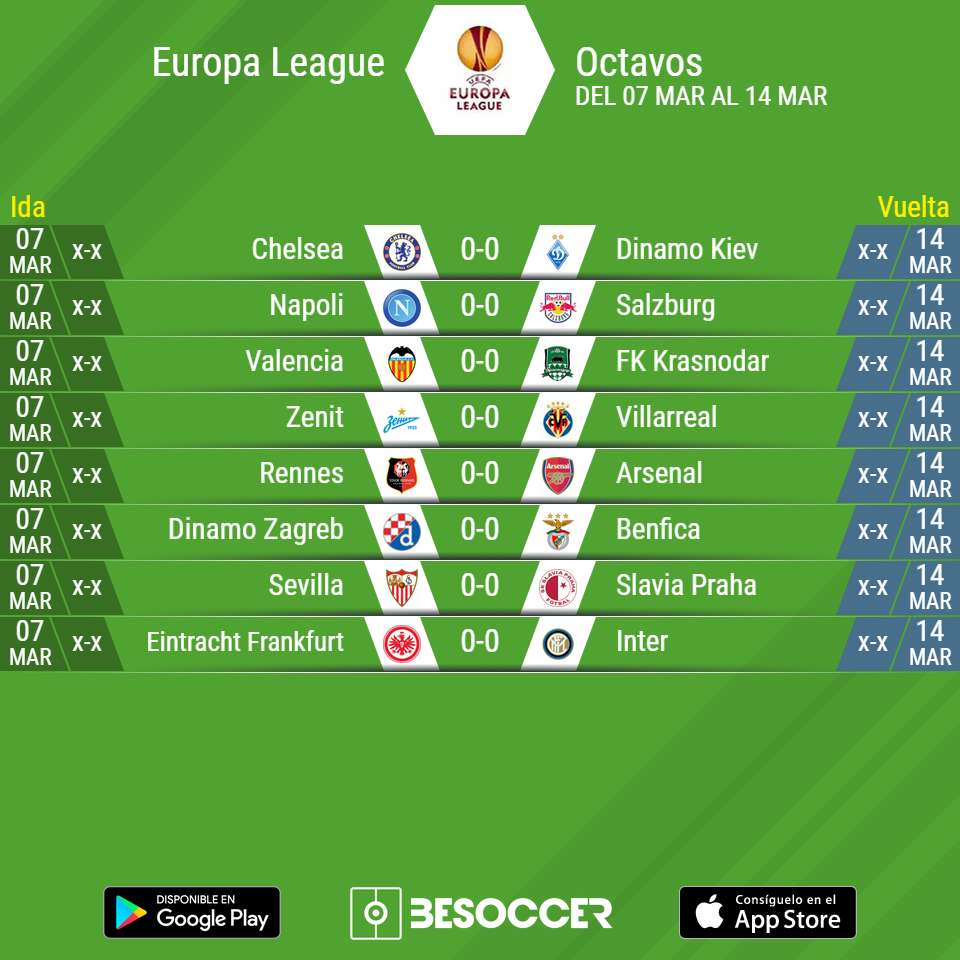 Europa League
UEFA
EUROPA
LEAGUE
Octavos
DEL 07 MAR AL 14 MAR
Ida
Vuelta
07 MAR x-x Chelsea 0-0 Dinamo Kiev x-x 14 MAR
07 MAR x-x Napoli 0-0 Salzburg x-x 14 MAR
07 MAR x-x Valencia 0-0 FK Krasnodar x-x 14 MAR
07 MAR x-x Zenit 0-0 Villarreal x-x 14 MAR
07 MAR x-x Rennes 0-0 Arsenal x-x 14 MAR
07 MAR x-x Dinamo Zagreb 0-0 Benfica x-x 14 MAR
07 MAR x-x Sevilla 0-0 Slavia Praha x-x 14 MAR
07 MAR x-x Eintracht Frankfurt 0-0 Inter x-x 14 MAR
DISPONIBLE EN
Google Play
BESOCCER
Consíguelo en el
App Store